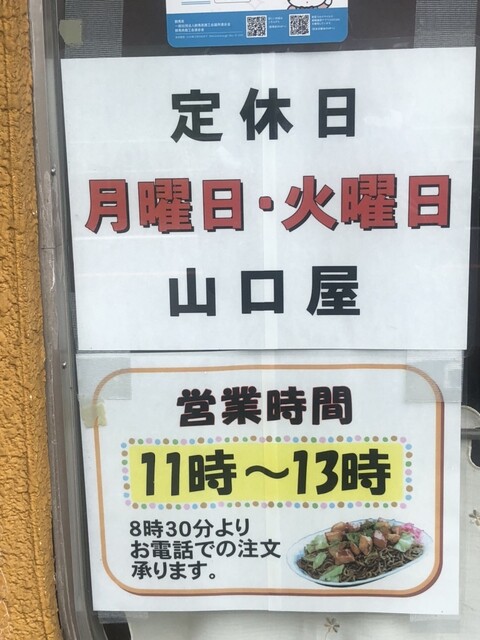 定休日
月曜日・火曜日
山口屋
営業時間
11時～13時
8時30分より
お電話での注文
承ります。